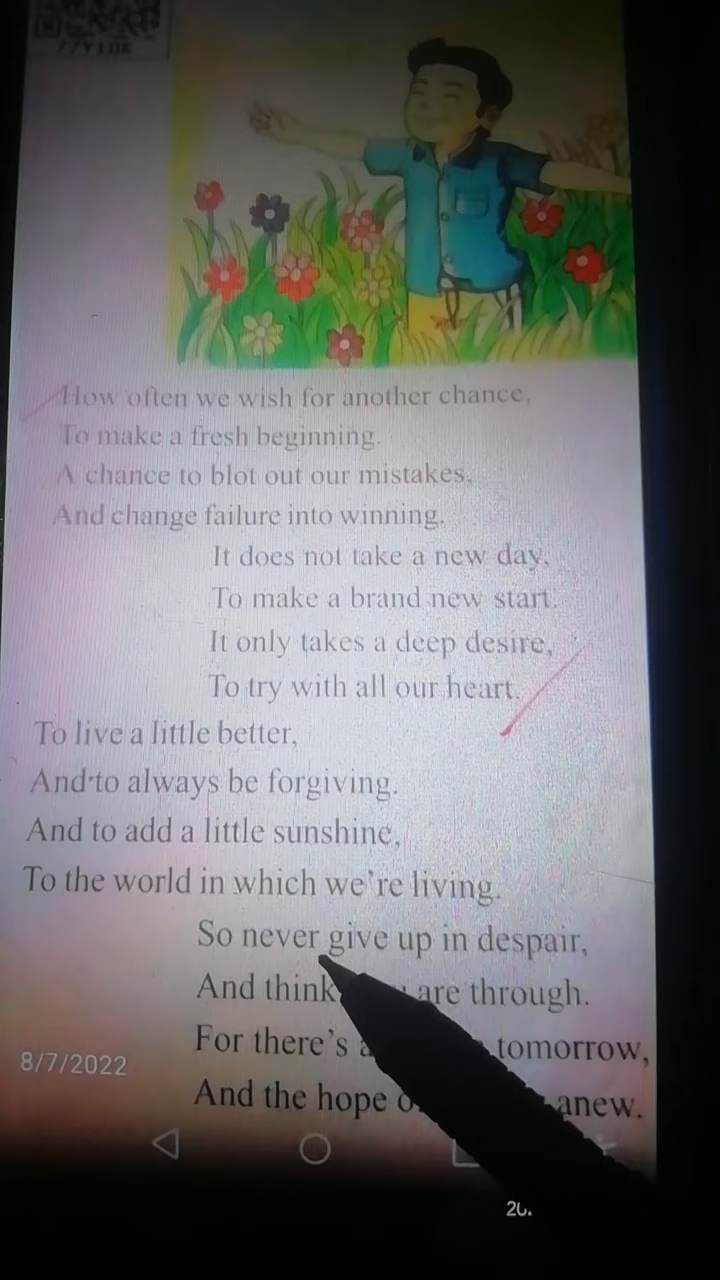 How often we wish for another chance,
To make a fresh beginning.
A chance to blot out our mistakes,
And change failure into winning.
It does not take a new day,
To make a brand new start.
It only takes a deep desire,
To try with all our heart.
To live a little better,
And to always be forgiving.
And to add a little sunshine,
To the world in which we're living.
So never give up in despair,
And think are through.
For there's tomorrow,
8/7/2022
And the hope anew.